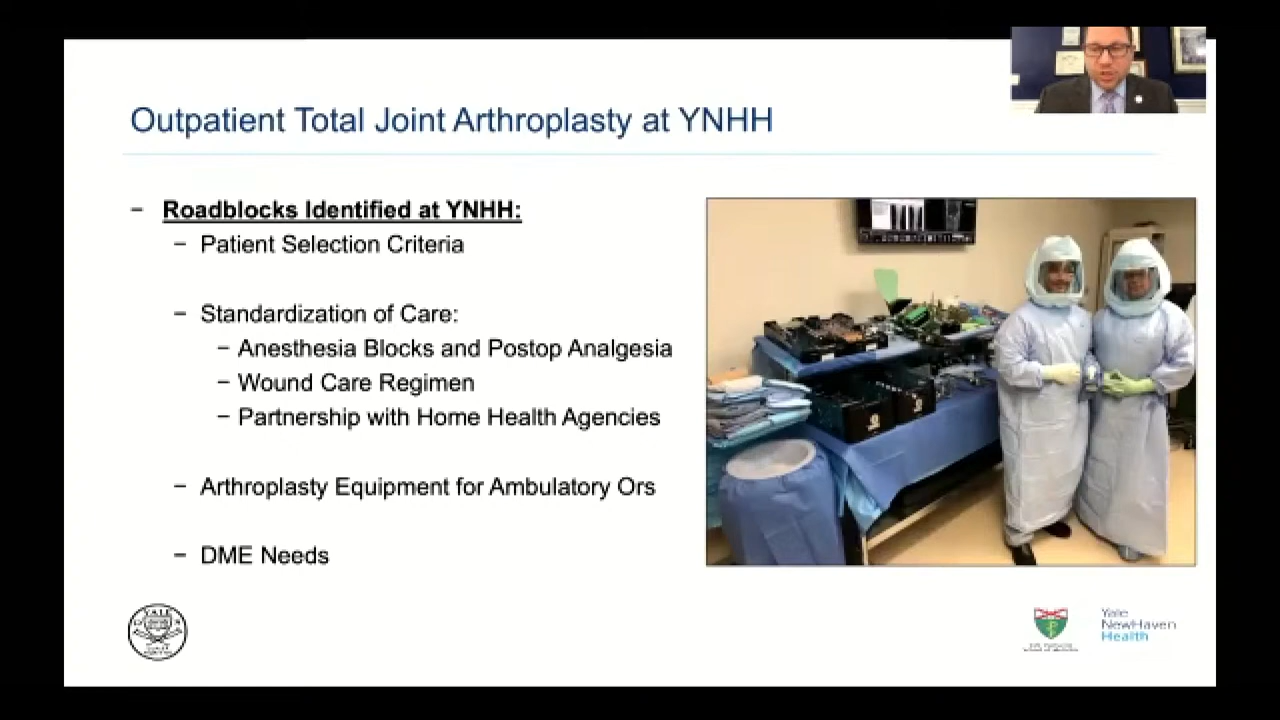 Outpatient Total Joint Arthroplasty at YNHH
− Roadblocks Identified at YNHH:
− Patient Selection Criteria
− Standardization of Care:
− Anesthesia Blocks and Postop Analgesia
− Wound Care Regimen
− Partnership with Home Health Agencies
− Arthroplasty Equipment for Ambulatory Ors
− DME Needs
YALE
Yale
NewHaven
Health